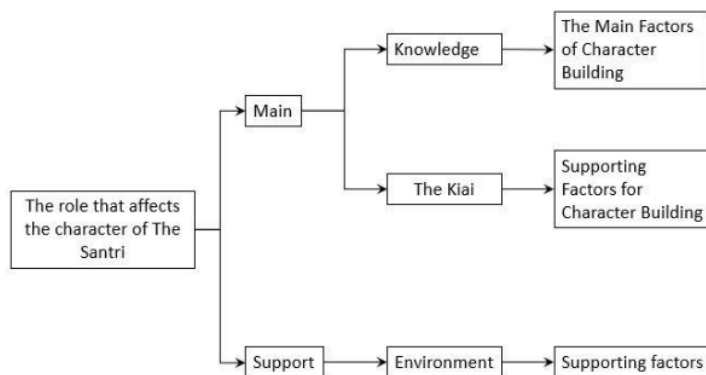 The role that affects
the character of The
Santri
Main
Knowledge
The Main Factors
of Character
Building
The Kiai
Supporting
Factors for
Character Building
Support
Environment
Supporting factors